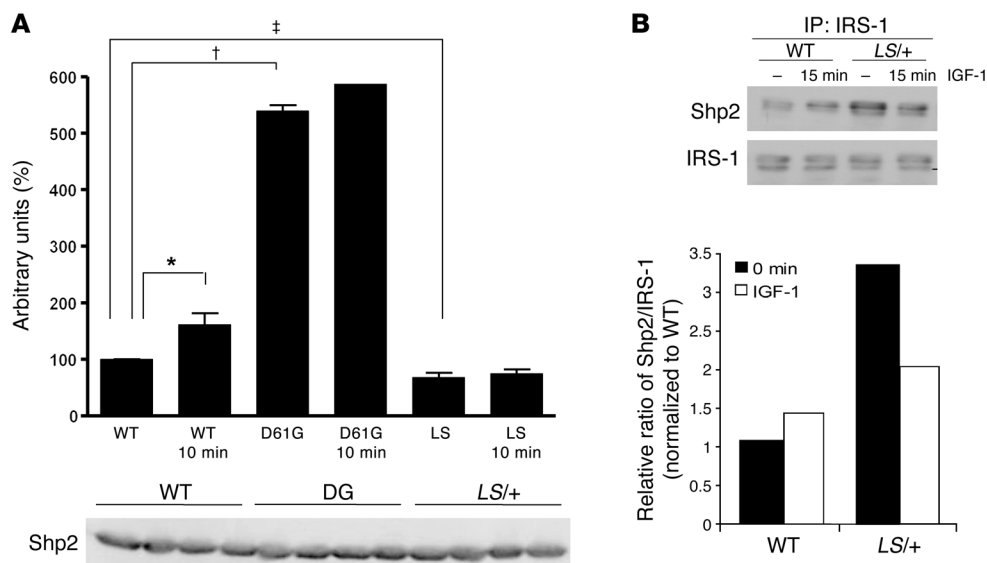 A
‡
†
*
600
500
400
300
200
100
0
Arbitrary units (%)
WT
WT 10 min
D61G
D61G 10 min
LS
LS 10 min
WT DG LS/+
Shp2
B
IP: IRS-1
WT LS/+
– 15 min – 15 min IGF-1
Shp2
IRS-1
3.5
3
2.5
2
1.5
1
0.5
0
Relative ratio of Shp2/IRS-1
(normalized to WT)
0 min
IGF-1
WT LS/+